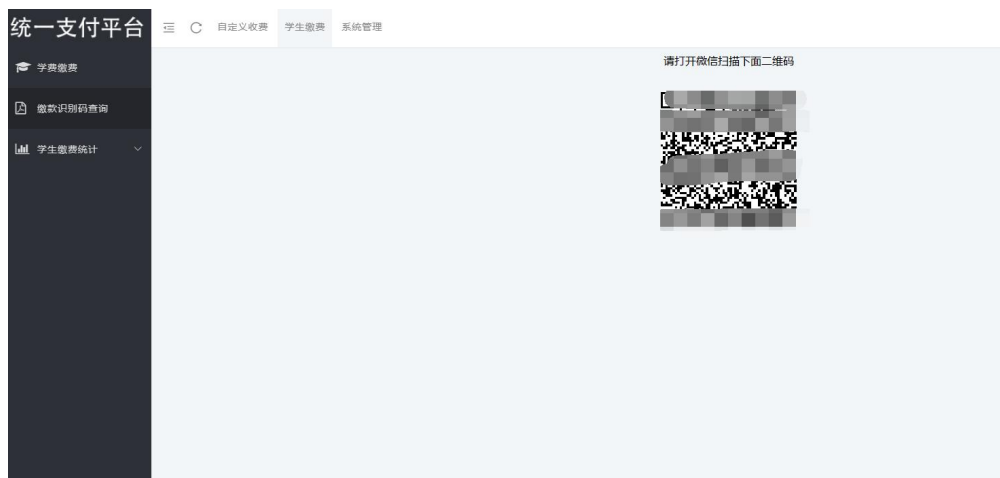 统一支付平台
自定义收费 学生缴费 系统管理
学费缴费
缴款识别码查询
学生缴费统计
请打开微信扫描下面二维码